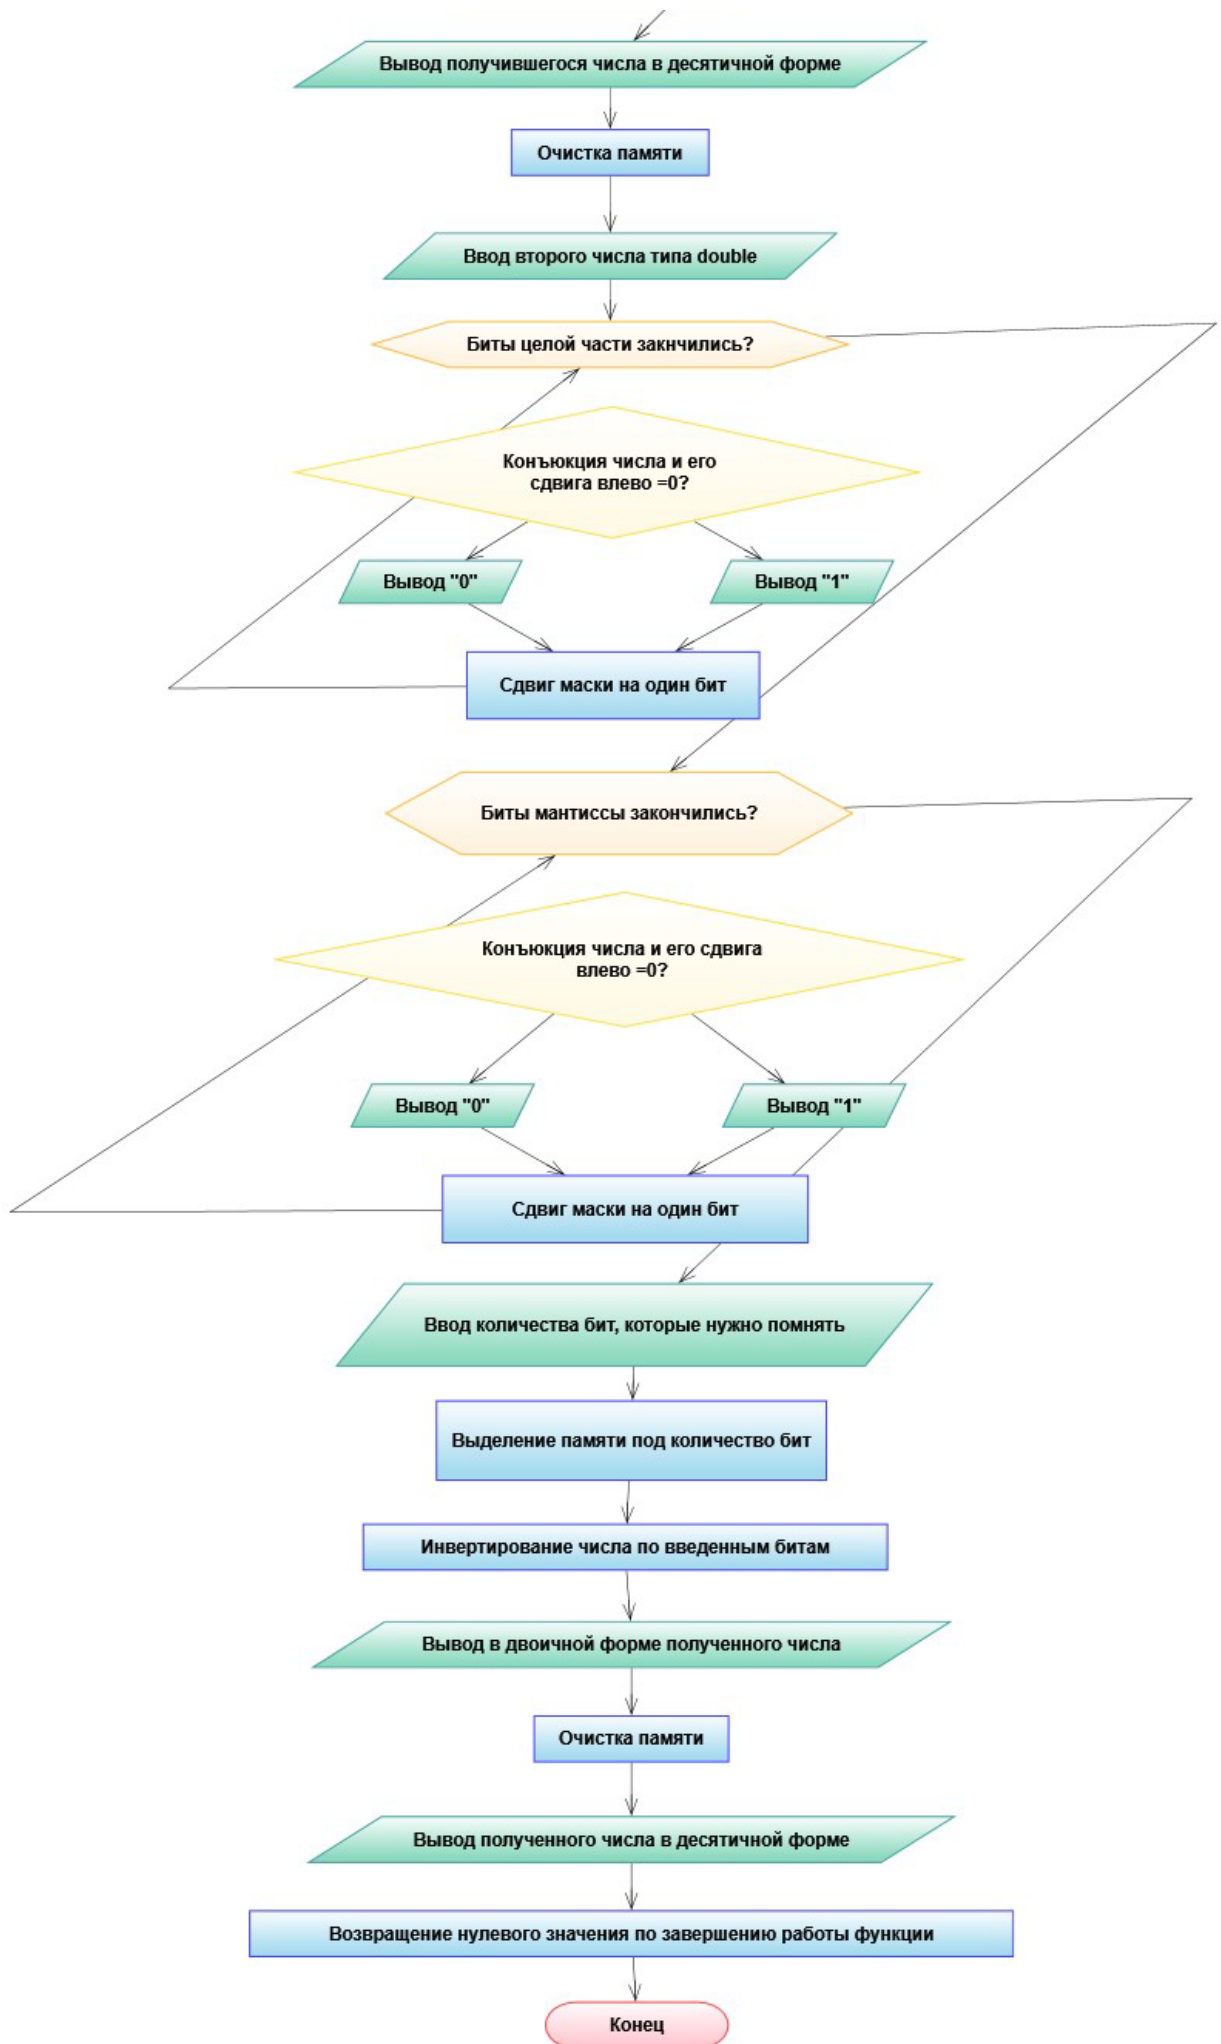 Вывод получившегося числа в десятичной форме
Очистка памяти
Ввод второго числа типа double
Биты целой части закнчились?
Конъюкция числа и его
сдвига влево =0?
Вывод "0"
Вывод "1"
Сдвиг маски на один бит
Биты мантиссы закончились?
Конъюкция числа и его сдвига
влево =0?
Вывод "0"
Вывод "1"
Сдвиг маски на один бит
Ввод количества бит, которые нужно помнять
Выделение памяти под количество бит
Инвертирование числа по введенным битам
Вывод в двоичной форме полученного числа
Очистка памяти
Вывод полученного числа в десятичной форме
Возвращение нулевого значения по завершению работы функции
Конец